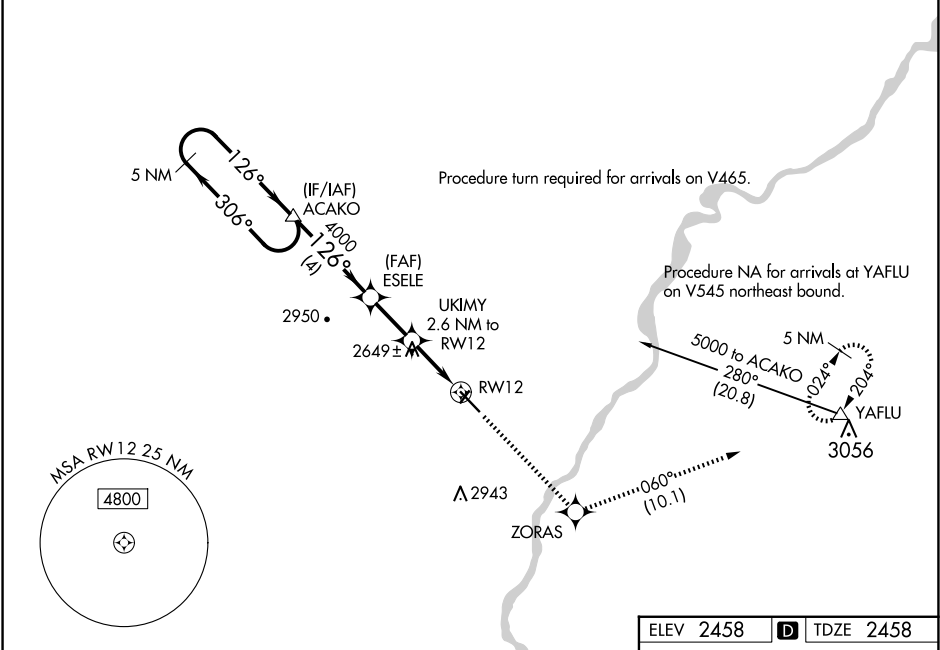 5 NM
126°
306°
(IF/IAF)
ACAKO
4000
126°
(4)
(FAF)
ESELE
2950
UKIMY
2.6 NM to
RW12
2649±
RW12
Procedure turn required for arrivals on V465.
Procedure NA for arrivals at YAFLU
on V545 northeast bound.
5 NM
5000 to ACAKO
280°
(20.8)
024°
204°
YAFLU
3056
MSA RW12 25 NM
4800
2943
060°
(10.1)
ZORAS
ELEV 2458 D TDZE 2458